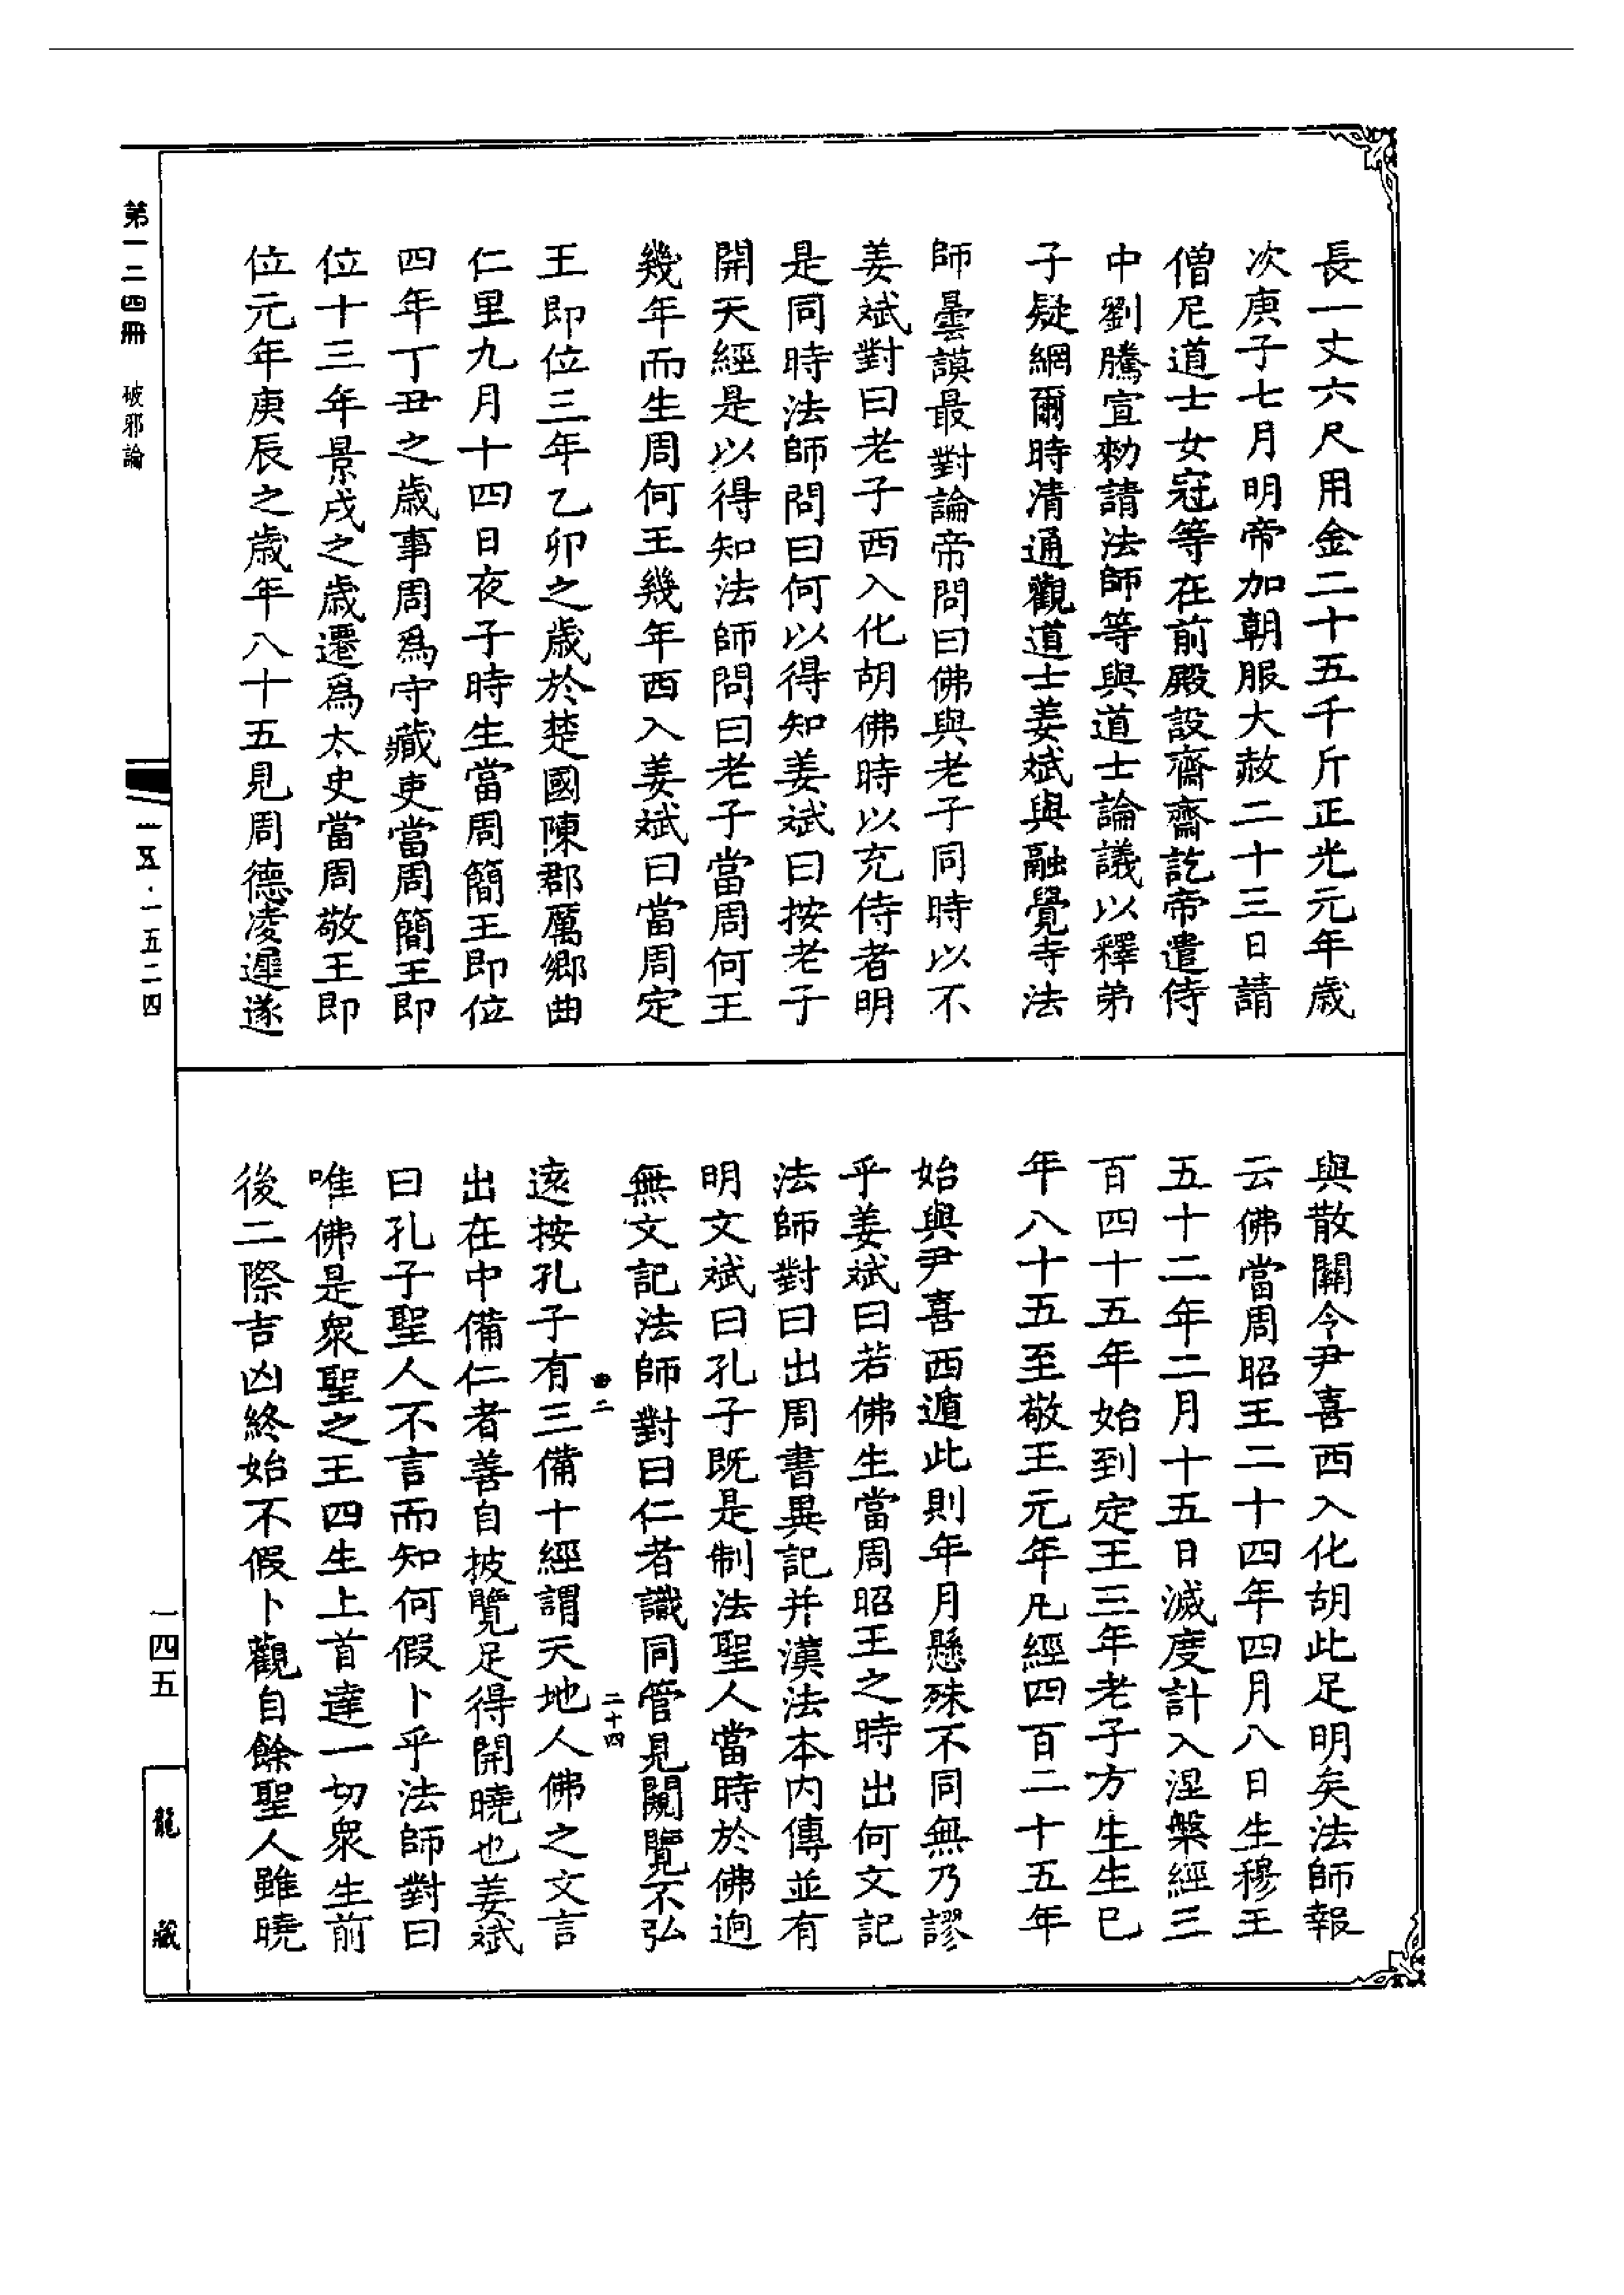 長一丈六尺用金二十五千斤正光元年歲
次庚子七月明帝加朝服大赦二十三日請
僧尼道士女冠等在前殿設齋齋訖帝遣侍
中劉騰宣勑請法師等與道士論議以釋弟
子疑網爾時清通觀道士姜斌與融覺寺法
師曇謨最對論帝問曰佛與老子同時以不
姜斌對曰老子西入化胡佛時以充侍者明
是同時法師問曰何以得知姜斌曰按老子
開天經是以得知法師問曰老子當周何王
幾年而生周何王幾年西入姜斌曰當周定
王即位三年乙卯之歲於楚國陳郡厲鄉曲
仁里九月十四日夜子時生當周簡王即位
四年丁丑之歲事周爲守藏吏當周簡王即
位十三年景戌之歲遷爲太史當周敬王即
位元年庚辰之歲年八十五見周德凌遲遂
與散關令尹喜西入化胡此足明矣法師報
云佛當周昭王二十四年四月八日生穆王
五十二年二月十五日滅度計入涅槃經三
百四十五年始到定王三年老子方生生已
年八十五至敬王元年凡經四百二十五年
始與尹喜西遁此則年月懸殊不同無乃謬
乎姜斌曰若佛生當周昭王之時出何文記
法師對曰出周書異記并漢法本內傳並有
明文斌曰孔子既是制法聖人當時於佛迥
無文記法師對曰仁者識同管見闚覽不弘
曲二 二十四
遠按孔子有三備十經謂天地人佛之文言
出在中備仁者善自披覽足得開曉也姜斌
曰孔子聖人不言而知何假卜乎法師對曰
唯佛是衆聖之王四生上首達一切衆生前
後二際吉凶終始不假卜觀自餘聖人雖曉
第一二四冊 破邪論
一五·一五二四
一四五
龍藏